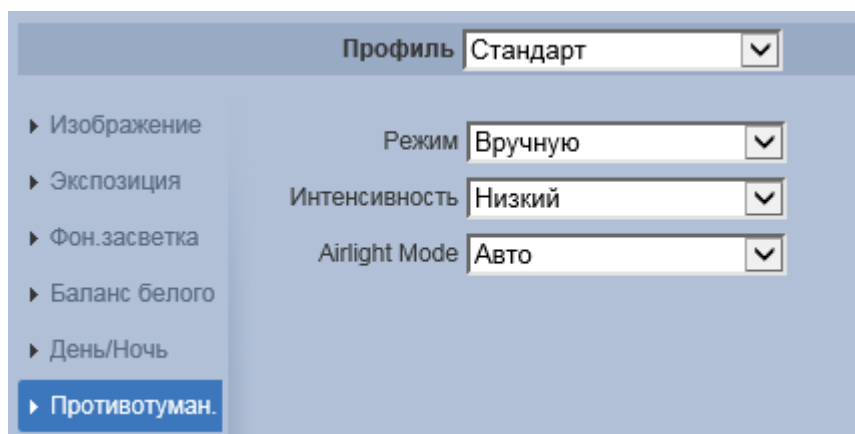 Профиль Стандарт
Изображение
Режим Вручную
Экспозиция
Интенсивность Низкий
Фон.засветка
Airlight Mode Авто
Баланс белого
День/Ночь
Противотуман.